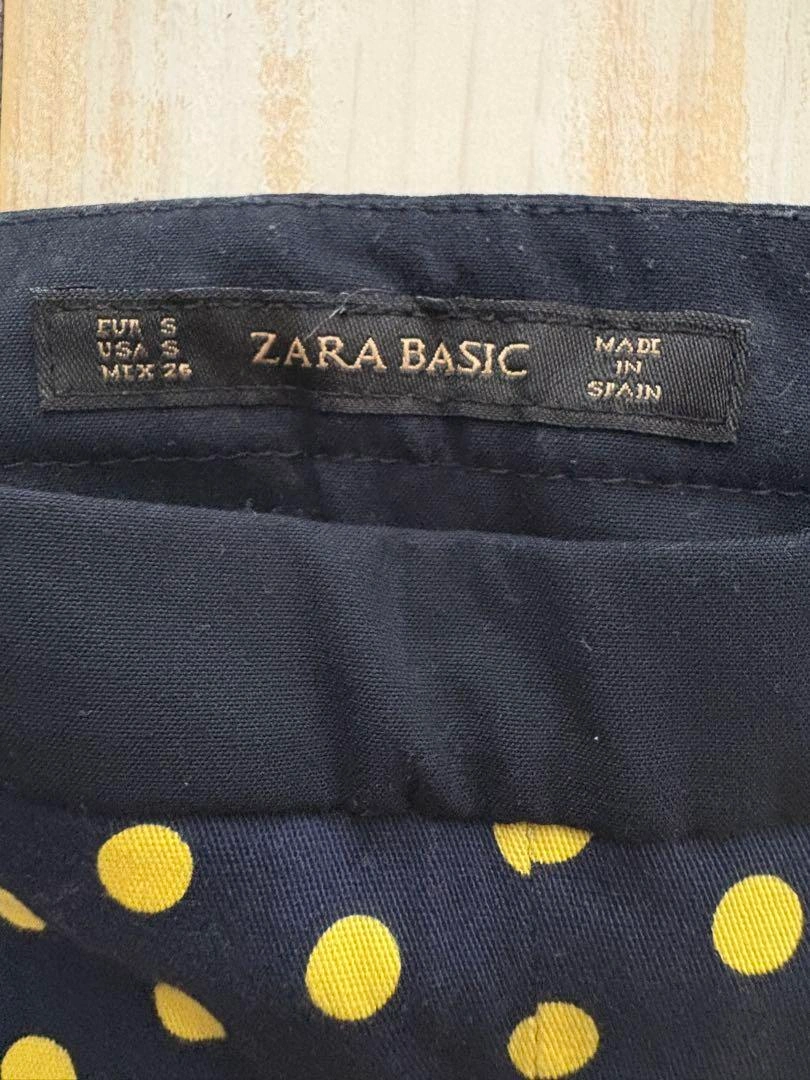 EUR S
USA S
MEX 26
ZARA BASIC
MADE
IN
SPAIN